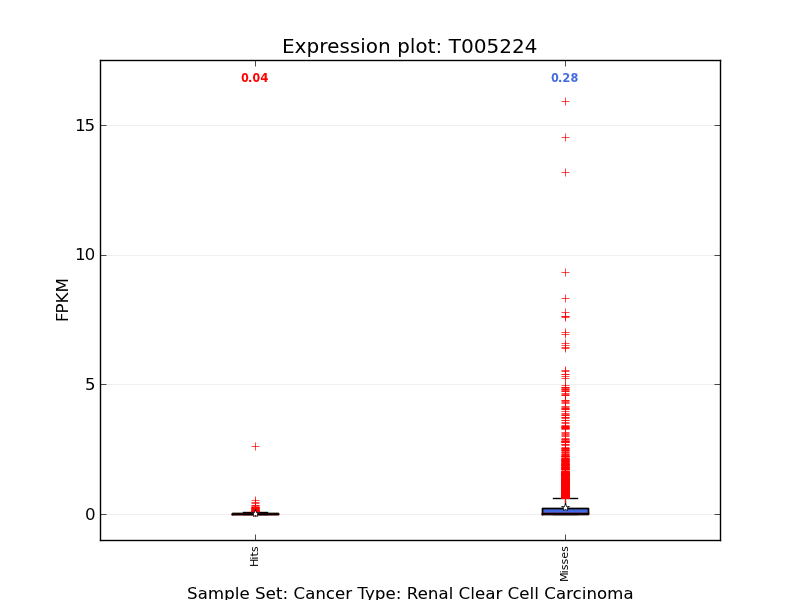 Expression plot: T005224
0.04
0.28
15
10
5
0
FPKM
Hits
Misses
Sample Set: Cancer Type: Renal Clear Cell Carcinoma